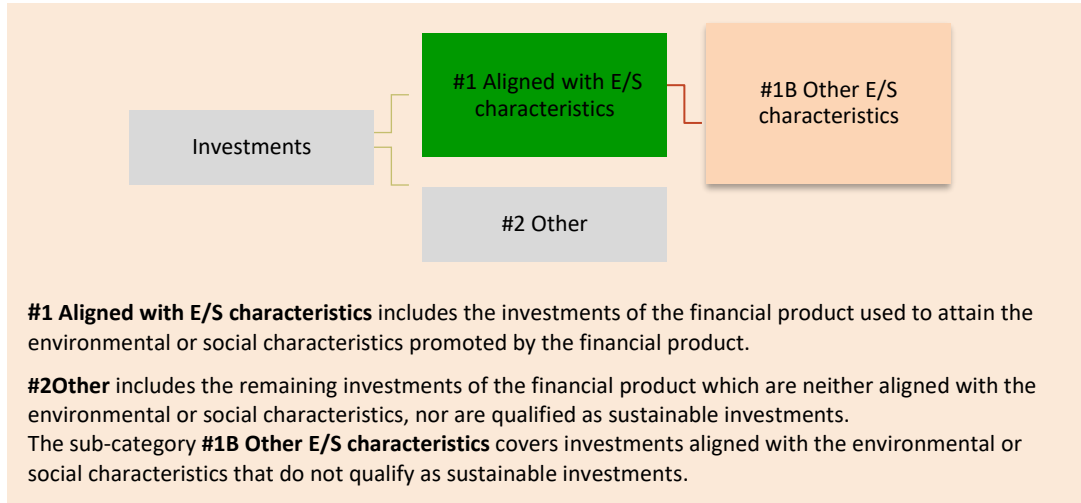 #1 Aligned with E/S
characteristics
#1B Other E/S
characteristics
Investments
#2 Other
#1 Aligned with E/S characteristics includes the investments of the financial product used to attain the
environmental or social characteristics promoted by the financial product.
#2Other includes the remaining investments of the financial product which are neither aligned with the
environmental or social characteristics, nor are qualified as sustainable investments.
The sub-category #1B Other E/S characteristics covers investments aligned with the environmental or
social characteristics that do not qualify as sustainable investments.